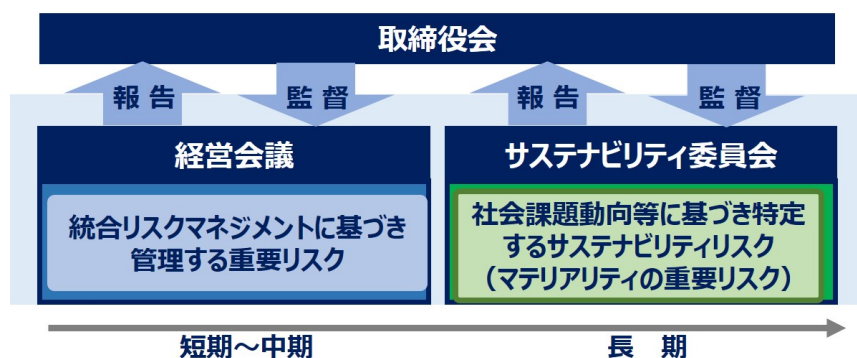 取締役会
報告 監督 報告 監督
経営会議 サステナビリティ委員会
統合リスクマネジメントに基づき
管理する重要リスク
社会課題動向等に基づき特定
するサステナビリティリスク
（マテリアリティの重要リスク）
短期～中期 長 期